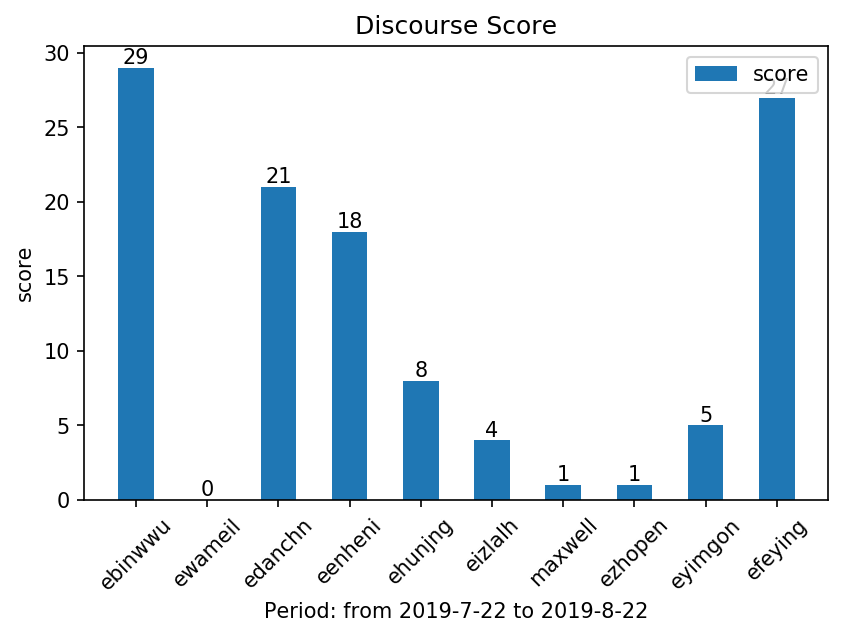 Discourse Score
score
30
25
20
15
10
5
0
score
29
0
21
18
8
4
1
1
5
27
ebinwwu
ewameil
edanchn
eenheni
ehunjng
eizlalh
maxwell
ezhopen
eyimgon
efeying
Period: from 2019-7-22 to 2019-8-22